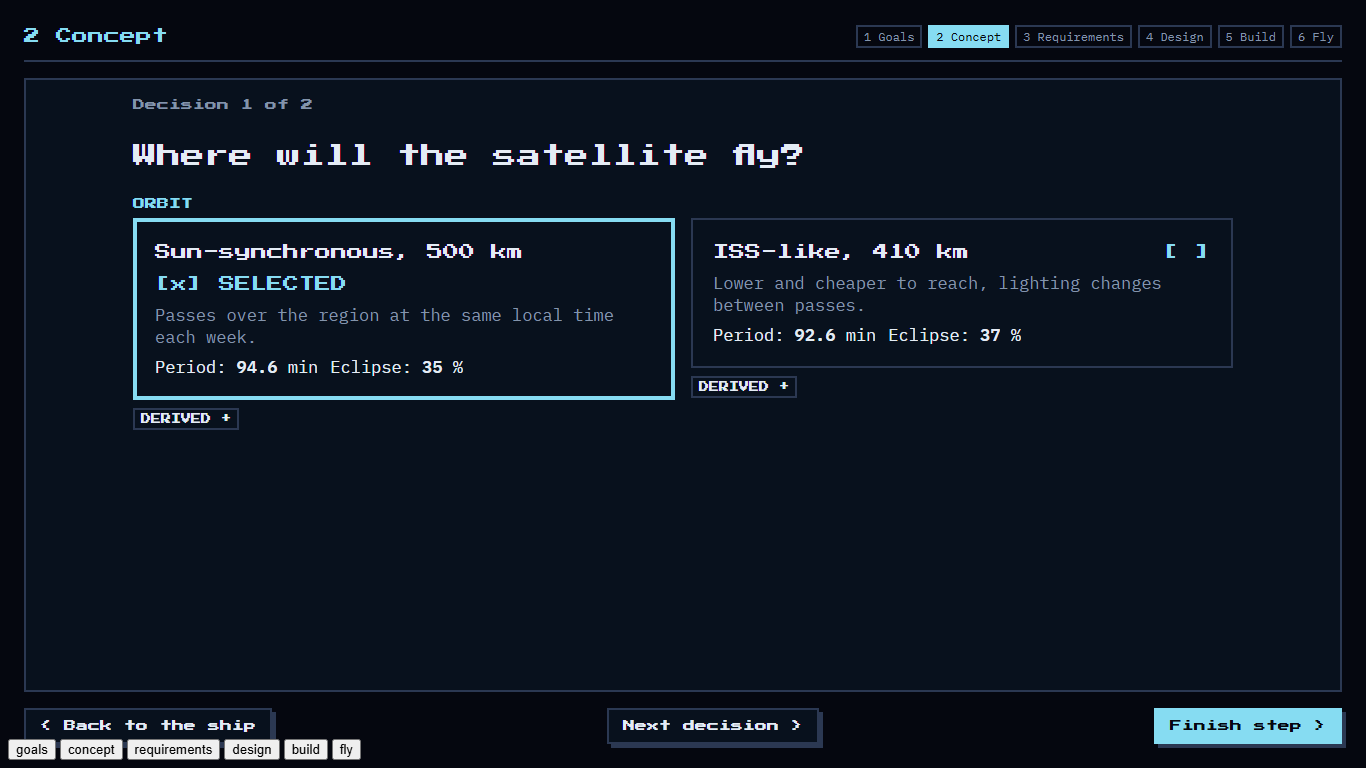 2 Concept
1 Goals
2 Concept
3 Requirements
4 Design
5 Build
6 Fly
Decision 1 of 2
Where will the satellite fly?
ORBIT
Sun-synchronous, 500 km
[x] SELECTED
Passes over the region at the same local time
each week.
Period: 94.6 min Eclipse: 35 %
DERIVED +
ISS-like, 410 km [ ]
Lower and cheaper to reach, lighting changes
between passes.
Period: 92.6 min Eclipse: 37 %
DERIVED +
< Back to the ship
Next decision >
Finish step >
goals
concept
requirements
design
build
fly